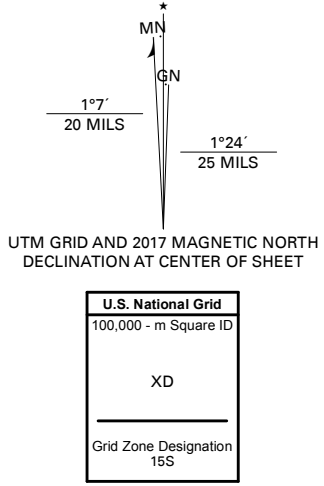 ★
MN
GN
1°7´
20 MILS
1°24´
25 MILS
UTM GRID AND 2017 MAGNETIC NORTH
DECLINATION AT CENTER OF SHEET
U.S. National Grid
100,000 - m Square ID
XD
Grid Zone Designation
15S